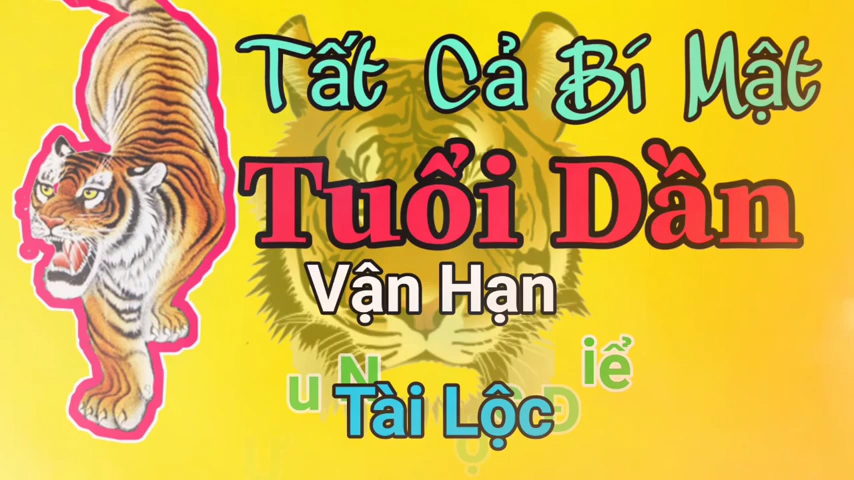 Tất Cả Bí Mật
Tuổi Dần
Vận Hạn
Tài Lộc